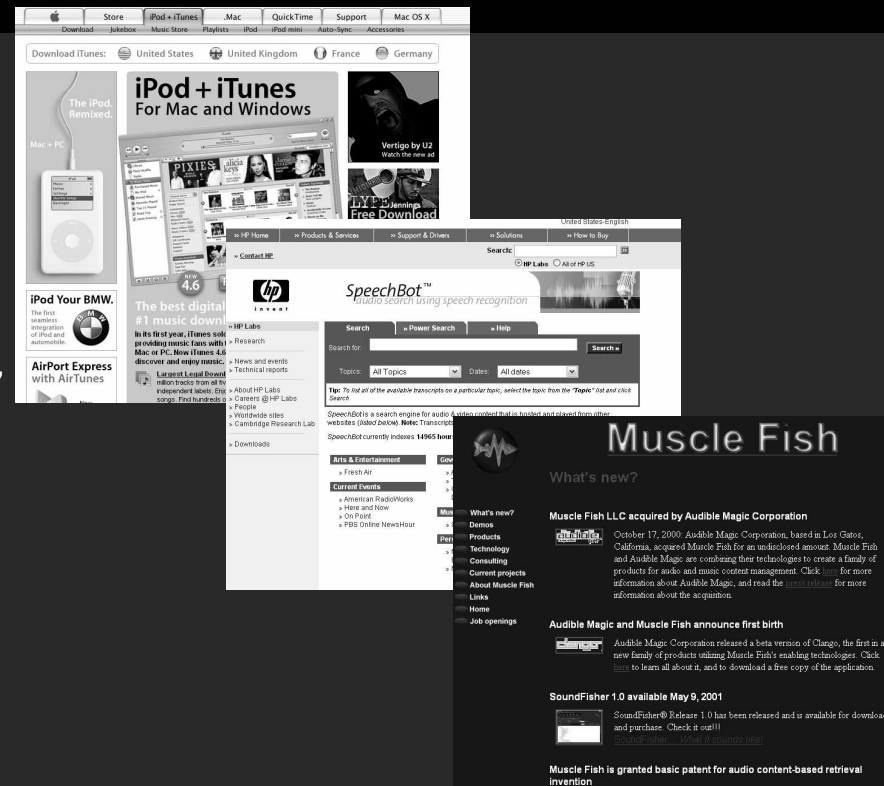 Store iPod + iTunes .Mac QuickTime Support Mac OS X
Download Jukebox Music Store Playlists iPod iPod mini Auto-Sync Accessories
Download iTunes: United States United Kingdom France Germany
The iPod.
Remixed.
Mac + PC
iPod + iTunes
For Mac and Windows
PIXIES
alicia
keys
Vertigo by U2
Watch the new ad
LYFE Jennings
Free Download
NEW
4.6
The best digital
#1 music downl
In its first year, iTunes sol
providing music fans with
Mac or PC. Now iTunes 4.6
discover and enjoy music.
Largest Legal Downl
million tracks from all fiv
independent labels. Enj
songs. Find hundreds o
iPod Your BMW.
The first
seamless
integration
of iPod and
automobile.
AirPort Express
with AirTunes
United States-English
» HP Home » Products & Services » Support & Drivers » Solutions » How to Buy
» Contact HP
Search:
HP Labs All of HP US
hp
invent
SpeechBot™
audio search using speech recognition
» HP Labs
» Research
» News and events
» Technical reports
» About HP Labs
» Careers @ HP Labs
» People
» Worldwide sites
» Cambridge Research Lab
» Downloads
Search » Power Search » Help
Search for: Search »
Topics: All Topics Dates: All dates
Tip: To list all of the available transcripts on a particular topic, select the topic from the "Topic" list and click
Search
SpeechBot is a search engine for audio & video content that is hosted and played from other
websites (listed below). Note: Transcripts
SpeechBot currently indexes 14965 hour
Arts & Entertainment
» Fresh Air
Current Events
» American RadioWorks
» Here and Now
» On Point
» PBS Online NewsHour
Muscle Fish
What's new?
What's new?
Demos
Products
Technology
Consulting
Current projects
About Muscle Fish
Links
Home
Job openings
Muscle Fish LLC acquired by Audible Magic Corporation
October 17, 2000: Audible Magic Corporation, based in Los Gatos,
California, acquired Muscle Fish for an undisclosed amount. Muscle Fish
and Audible Magic are combining their technologies to create a family of
products for audio and music content management. Click here for more
information about Audible Magic, and read the press release for more
information about the acquisition.
Audible Magic and Muscle Fish announce first birth
Audible Magic Corporation released a beta version of Clango, the first in a
new family of products utilizing Muscle Fish's enabling technologies. Click
here to learn all about it, and to download a free copy of the application.
SoundFisher 1.0 available May 9, 2001
SoundFisher® Release 1.0 has been released and is available for download
and purchase. Check it out!!!
SoundFisher... What it sounds like!
Muscle Fish is granted basic patent for audio content-based retrieval
invention